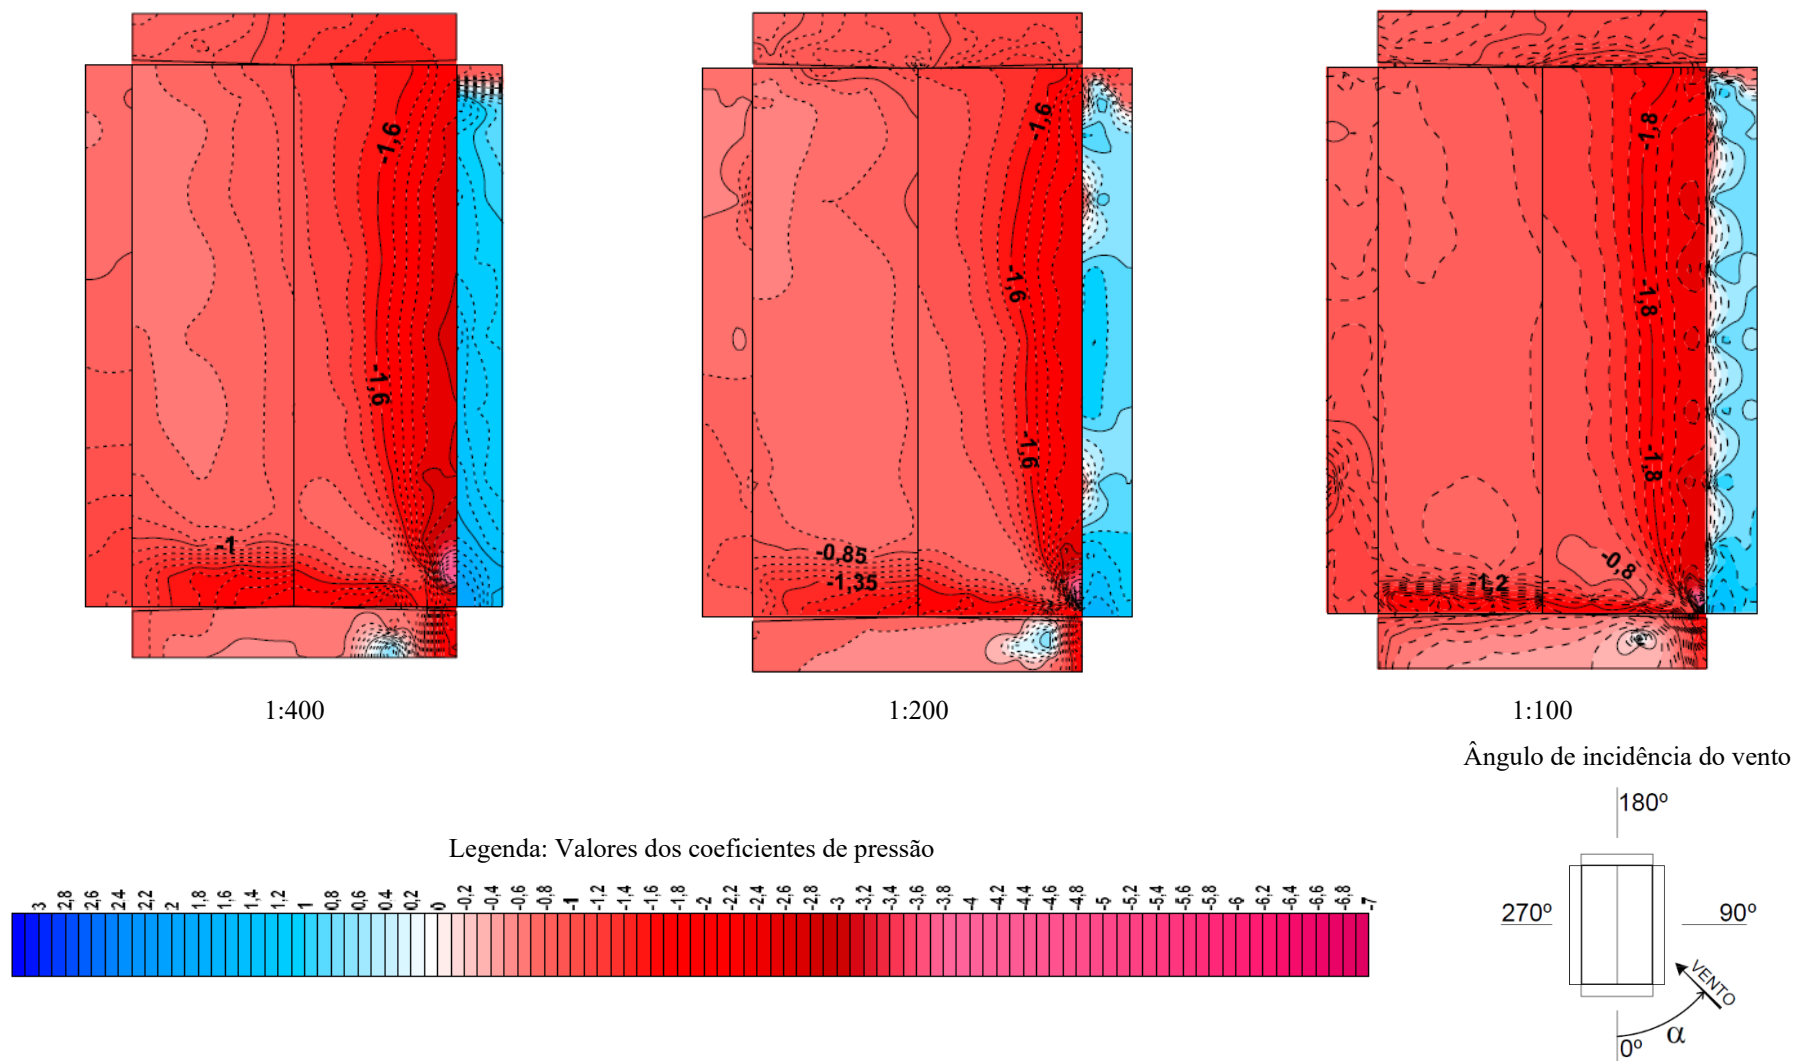 -1,6
-1,6
-1
-1,6
-1,6
-1,6
-0,85
-1,35
-1,8
-1,8
-1,8
-0,8
-1,2
1:400
1:200
1:100
Ângulo de incidência do vento
180º
270º
90º
VENTO
α
0º
Legenda: Valores dos coeficientes de pressão
3 2,8 2,6 2,4 2,2 2 1,8 1,6 1,4 1,2 1 0,8 0,6 0,4 0,2 0 -0,2 -0,4 -0,6 -0,8 -1 -1,2 -1,4 -1,6 -1,8 -2 -2,2 -2,4 -2,6 -2,8 -3 -3,2 -3,4 -3,6 -3,8 -4 -4,2 -4,4 -4,6 -4,8 -5 -5,2 -5,4 -5,6 -5,8 -6 -6,2 -6,4 -6,6 -6,8 -7